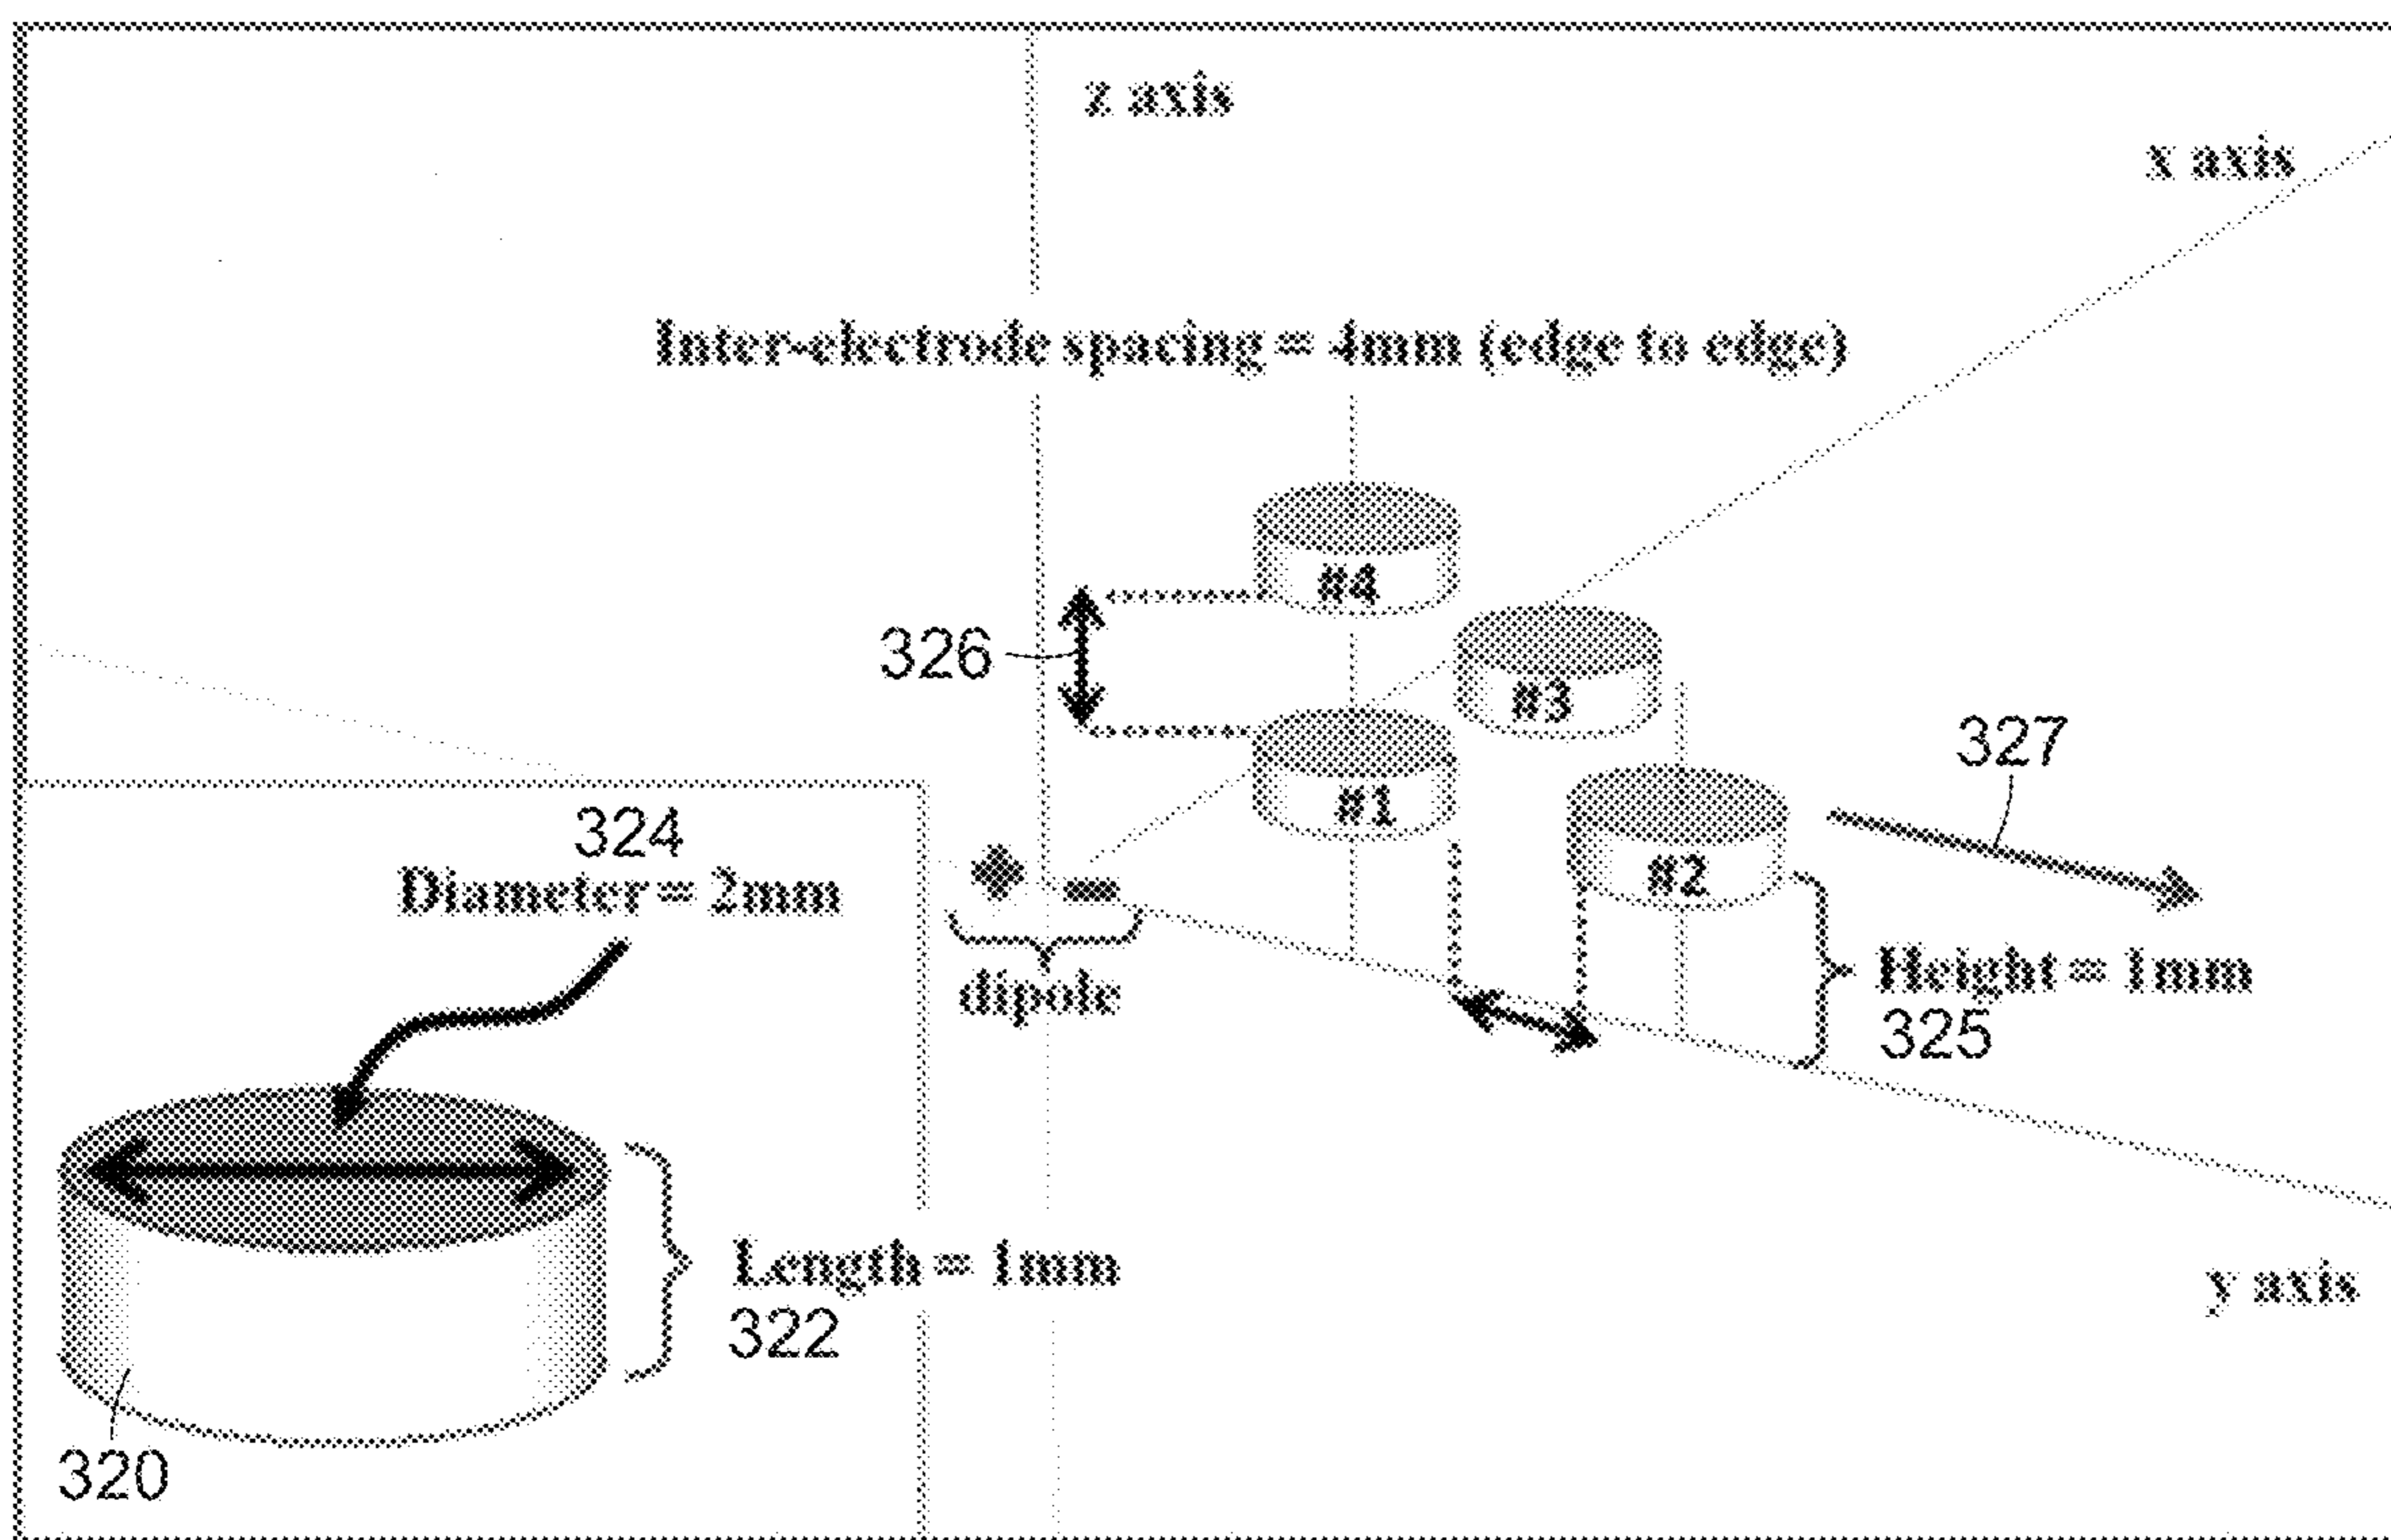 z axis
x axis
Inter-electrode spacing = 4mm (edge to edge)
#4
326
#3
327
#1
#2
324
Diameter = 2mm
dipole
Height = 1mm
325
Length = 1mm
322
y axis
320